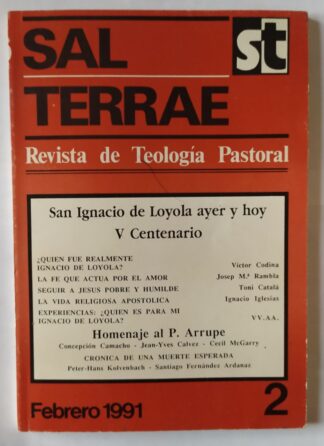 SAL
st
TERRAE
Revista de Teología Pastoral
San Ignacio de Loyola ayer y hoy
V Centenario
¿QUIEN FUE REALMENTE
IGNACIO DE LOYOLA? Víctor Codina
LA FE QUE ACTUA POR EL AMOR Josep M.ª Rambla
SEGUIR A JESUS POBRE Y HUMILDE Toni Catalá
LA VIDA RELIGIOSA APOSTOLICA Ignacio Iglesias
EXPERIENCIAS: ¿QUIEN ES PARA MI
IGNACIO DE LOYOLA? VV.AA.
Homenaje al P. Arrupe
Concepción Camacho - Jean-Yves Calvez - Cecil McGarry
CRONICA DE UNA MUERTE ESPERADA
Peter-Hans Kolvenbach - Santiago Fernández Ardanaz
Febrero 1991
2